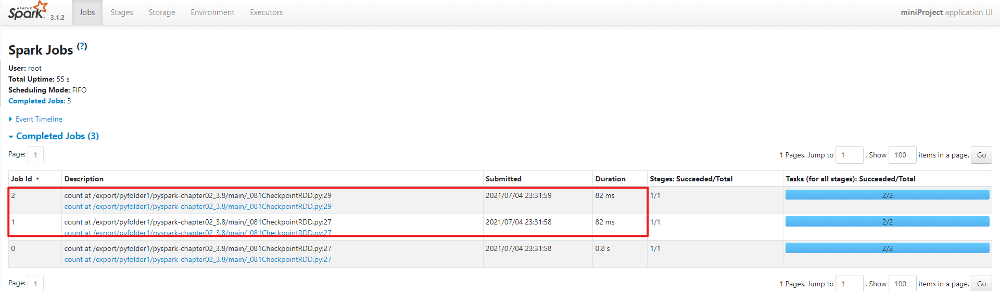 APACHE Spark 3.1.2 Jobs Stages Storage Environment Executors miniProject application UI
Spark Jobs (?)
User: root
Total Uptime: 55 s
Scheduling Mode: FIFO
Completed Jobs: 3
Event Timeline
Completed Jobs (3)
Page: 1 1 Pages. Jump to 1 . Show 100 items in a page. Go
Job Id Description Submitted Duration Stages: Succeeded/Total Tasks (for all stages): Succeeded/Total
2 count at /export/pyfolder1/pyspark-chapter02_3.8/main/_081CheckpointRDD.py:29 2021/07/04 23:31:59 82 ms 1/1 2/2
count at /export/pyfolder1/pyspark-chapter02_3.8/main/_081CheckpointRDD.py:29
1 count at /export/pyfolder1/pyspark-chapter02_3.8/main/_081CheckpointRDD.py:27 2021/07/04 23:31:58 82 ms 1/1 2/2
count at /export/pyfolder1/pyspark-chapter02_3.8/main/_081CheckpointRDD.py:27
0 count at /export/pyfolder1/pyspark-chapter02_3.8/main/_081CheckpointRDD.py:27 2021/07/04 23:31:58 0.8 s 1/1 2/2
count at /export/pyfolder1/pyspark-chapter02_3.8/main/_081CheckpointRDD.py:27
Page: 1 1 Pages. Jump to 1 . Show 100 items in a page. Go